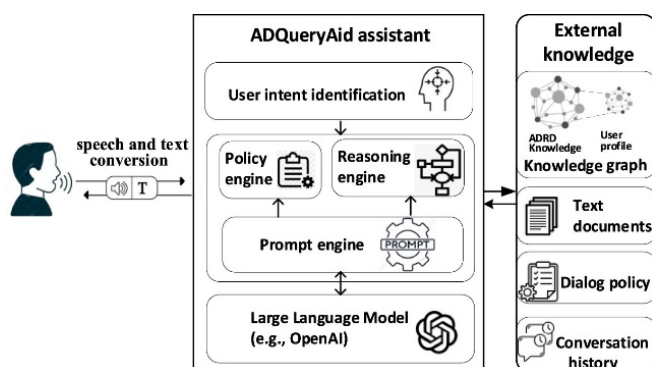 ADQueryAid assistant
User intent identification
speech and text
conversion
T
Policy
engine
Reasoning
engine
Prompt engine
PROMPT
Large Language Model
(e.g., OpenAI)
External
knowledge
ADRD
Knowledge
User
profile
Knowledge graph
Text
documents
Dialog policy
Conversation
history